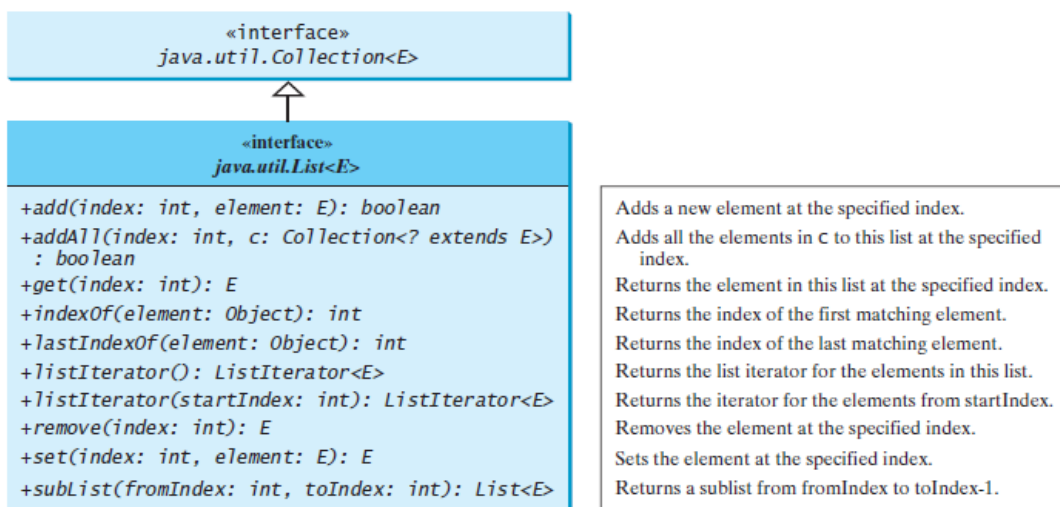 «interface»
java.util.Collection<E>
«interface»
java.util.List<E>
+add(index: int, element: E): boolean
+addAll(index: int, c: Collection<? extends E>)
: boolean
+get(index: int): E
+indexOf(element: Object): int
+lastIndexOf(element: Object): int
+listIterator(): ListIterator<E>
+listIterator(startIndex: int): ListIterator<E>
+remove(index: int): E
+set(index: int, element: E): E
+subList(fromIndex: int, toIndex: int): List<E>
Adds a new element at the specified index.
Adds all the elements in c to this list at the specified
index.
Returns the element in this list at the specified index.
Returns the index of the first matching element.
Returns the index of the last matching element.
Returns the list iterator for the elements in this list.
Returns the iterator for the elements from startIndex.
Removes the element at the specified index.
Sets the element at the specified index.
Returns a sublist from fromIndex to toIndex-1.